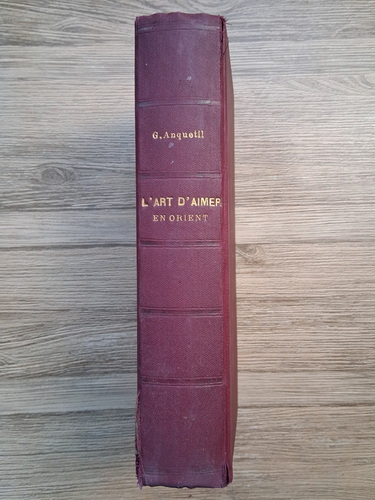 G. Anquetil
L'ART D'AIMER
EN ORIENT